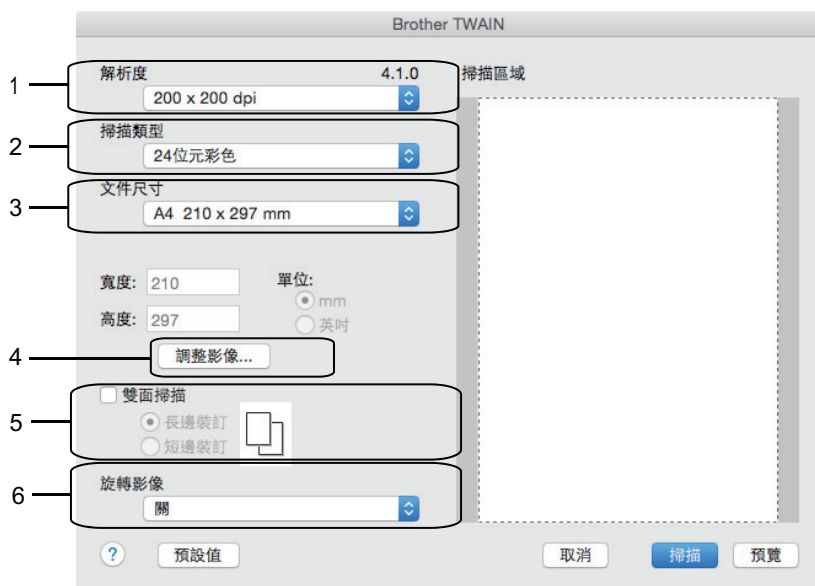 Brother TWAIN
1
解析度 4.1.0
200 x 200 dpi
2
掃描類型
24位元彩色
3
文件尺寸
A4 210 x 297 mm
寬度: 210
單位:
mm
高度: 297
英吋
4
調整影像...
5
雙面掃描
長邊裝訂
短邊裝訂
6
旋轉影像
關
掃描區域
?
預設值
取消
掃描
預覽